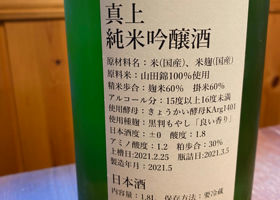 真上
純米吟醸酒
原材料名：米(国産)、米麹(国産)
原料米：山田錦100％使用
精米歩合：麹米60％ 掛米60％
アルコール分：15度以上16度未満
使用酵母：きょうかい酵母KArg1401
使用種麹：黒判もやし「良い香り」
日本酒度：±0 酸度：1.8
アミノ酸：1.2 粕歩合：30％
上槽日：2021.2.25 瓶詰日：2021.3.5
製造年月：2021.5
日本酒
内容量：1.8L 保存方法：要冷蔵